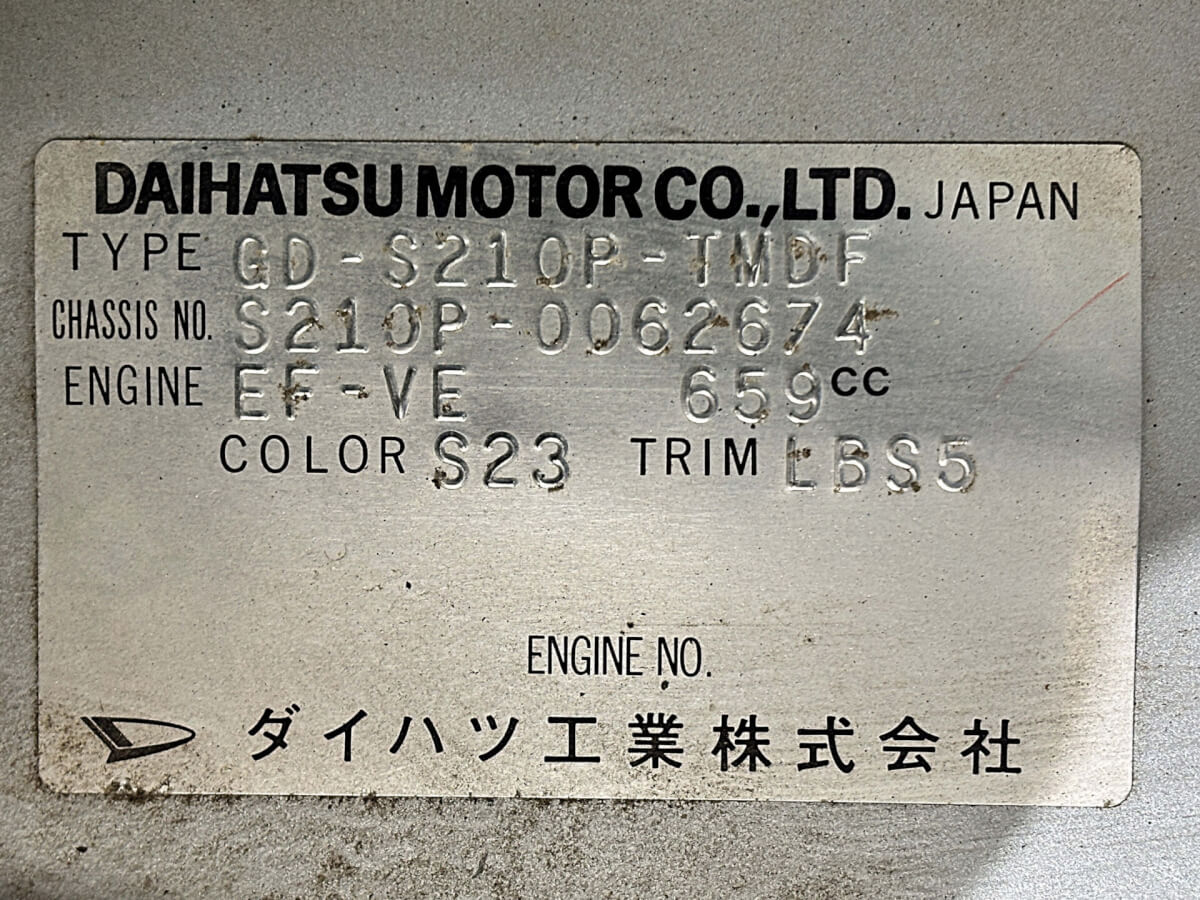 DAIHATSU MOTOR CO.,LTD. JAPAN
TYPE GD-S210P-TMDF
CHASSIS NO. S210P-0062674
ENGINE EF-VE 659CC
COLOR S23 TRIM LBS5
ENGINE NO.
ダイハツ工業株式会社